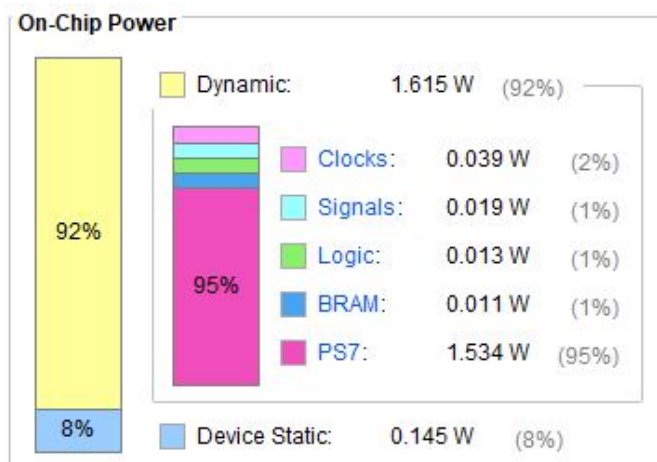 On-Chip Power
Dynamic: 1.615 W (92%)
Clocks: 0.039 W (2%)
Signals: 0.019 W (1%)
92%
Logic: 0.013 W (1%)
95%
BRAM: 0.011 W (1%)
PS7: 1.534 W (95%)
8%
Device Static: 0.145 W (8%)